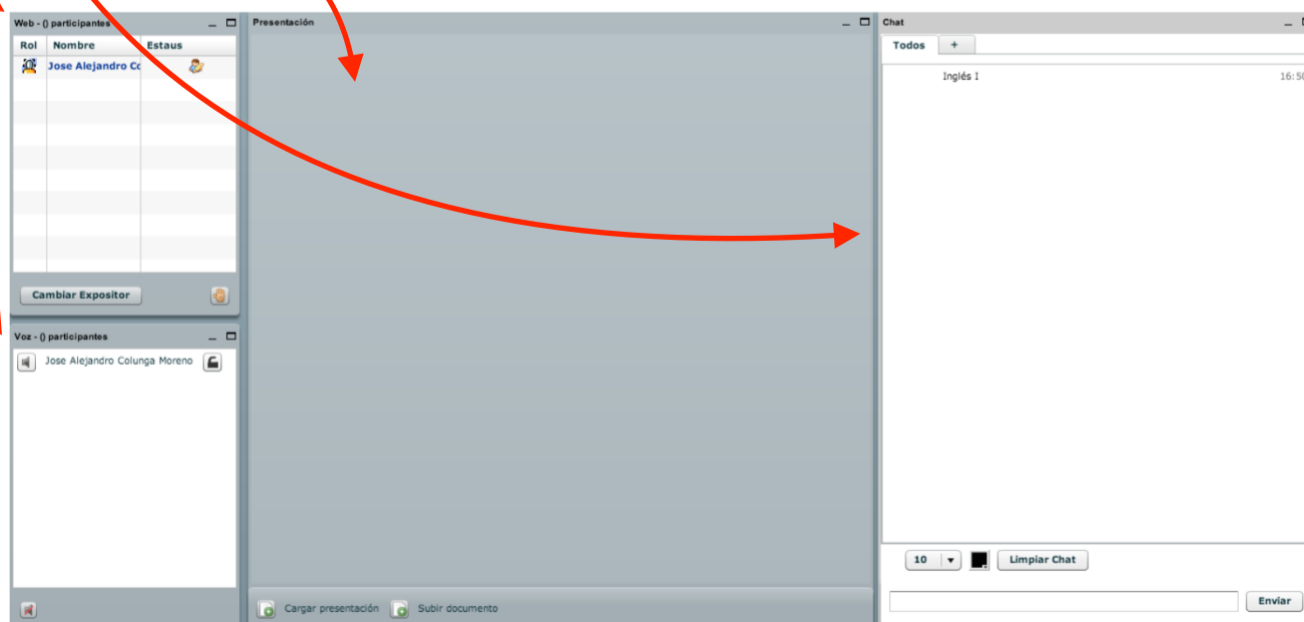 Web - () participantes
Rol Nombre Estaus
Jose Alejandro Co
Cambiar Expositor
Voz - () participantes
Jose Alejandro Colunga Moreno
Presentación
Cargar presentación Subir documento
Chat
Todos +
Inglés I 16:50
10 Limpiar Chat
Enviar